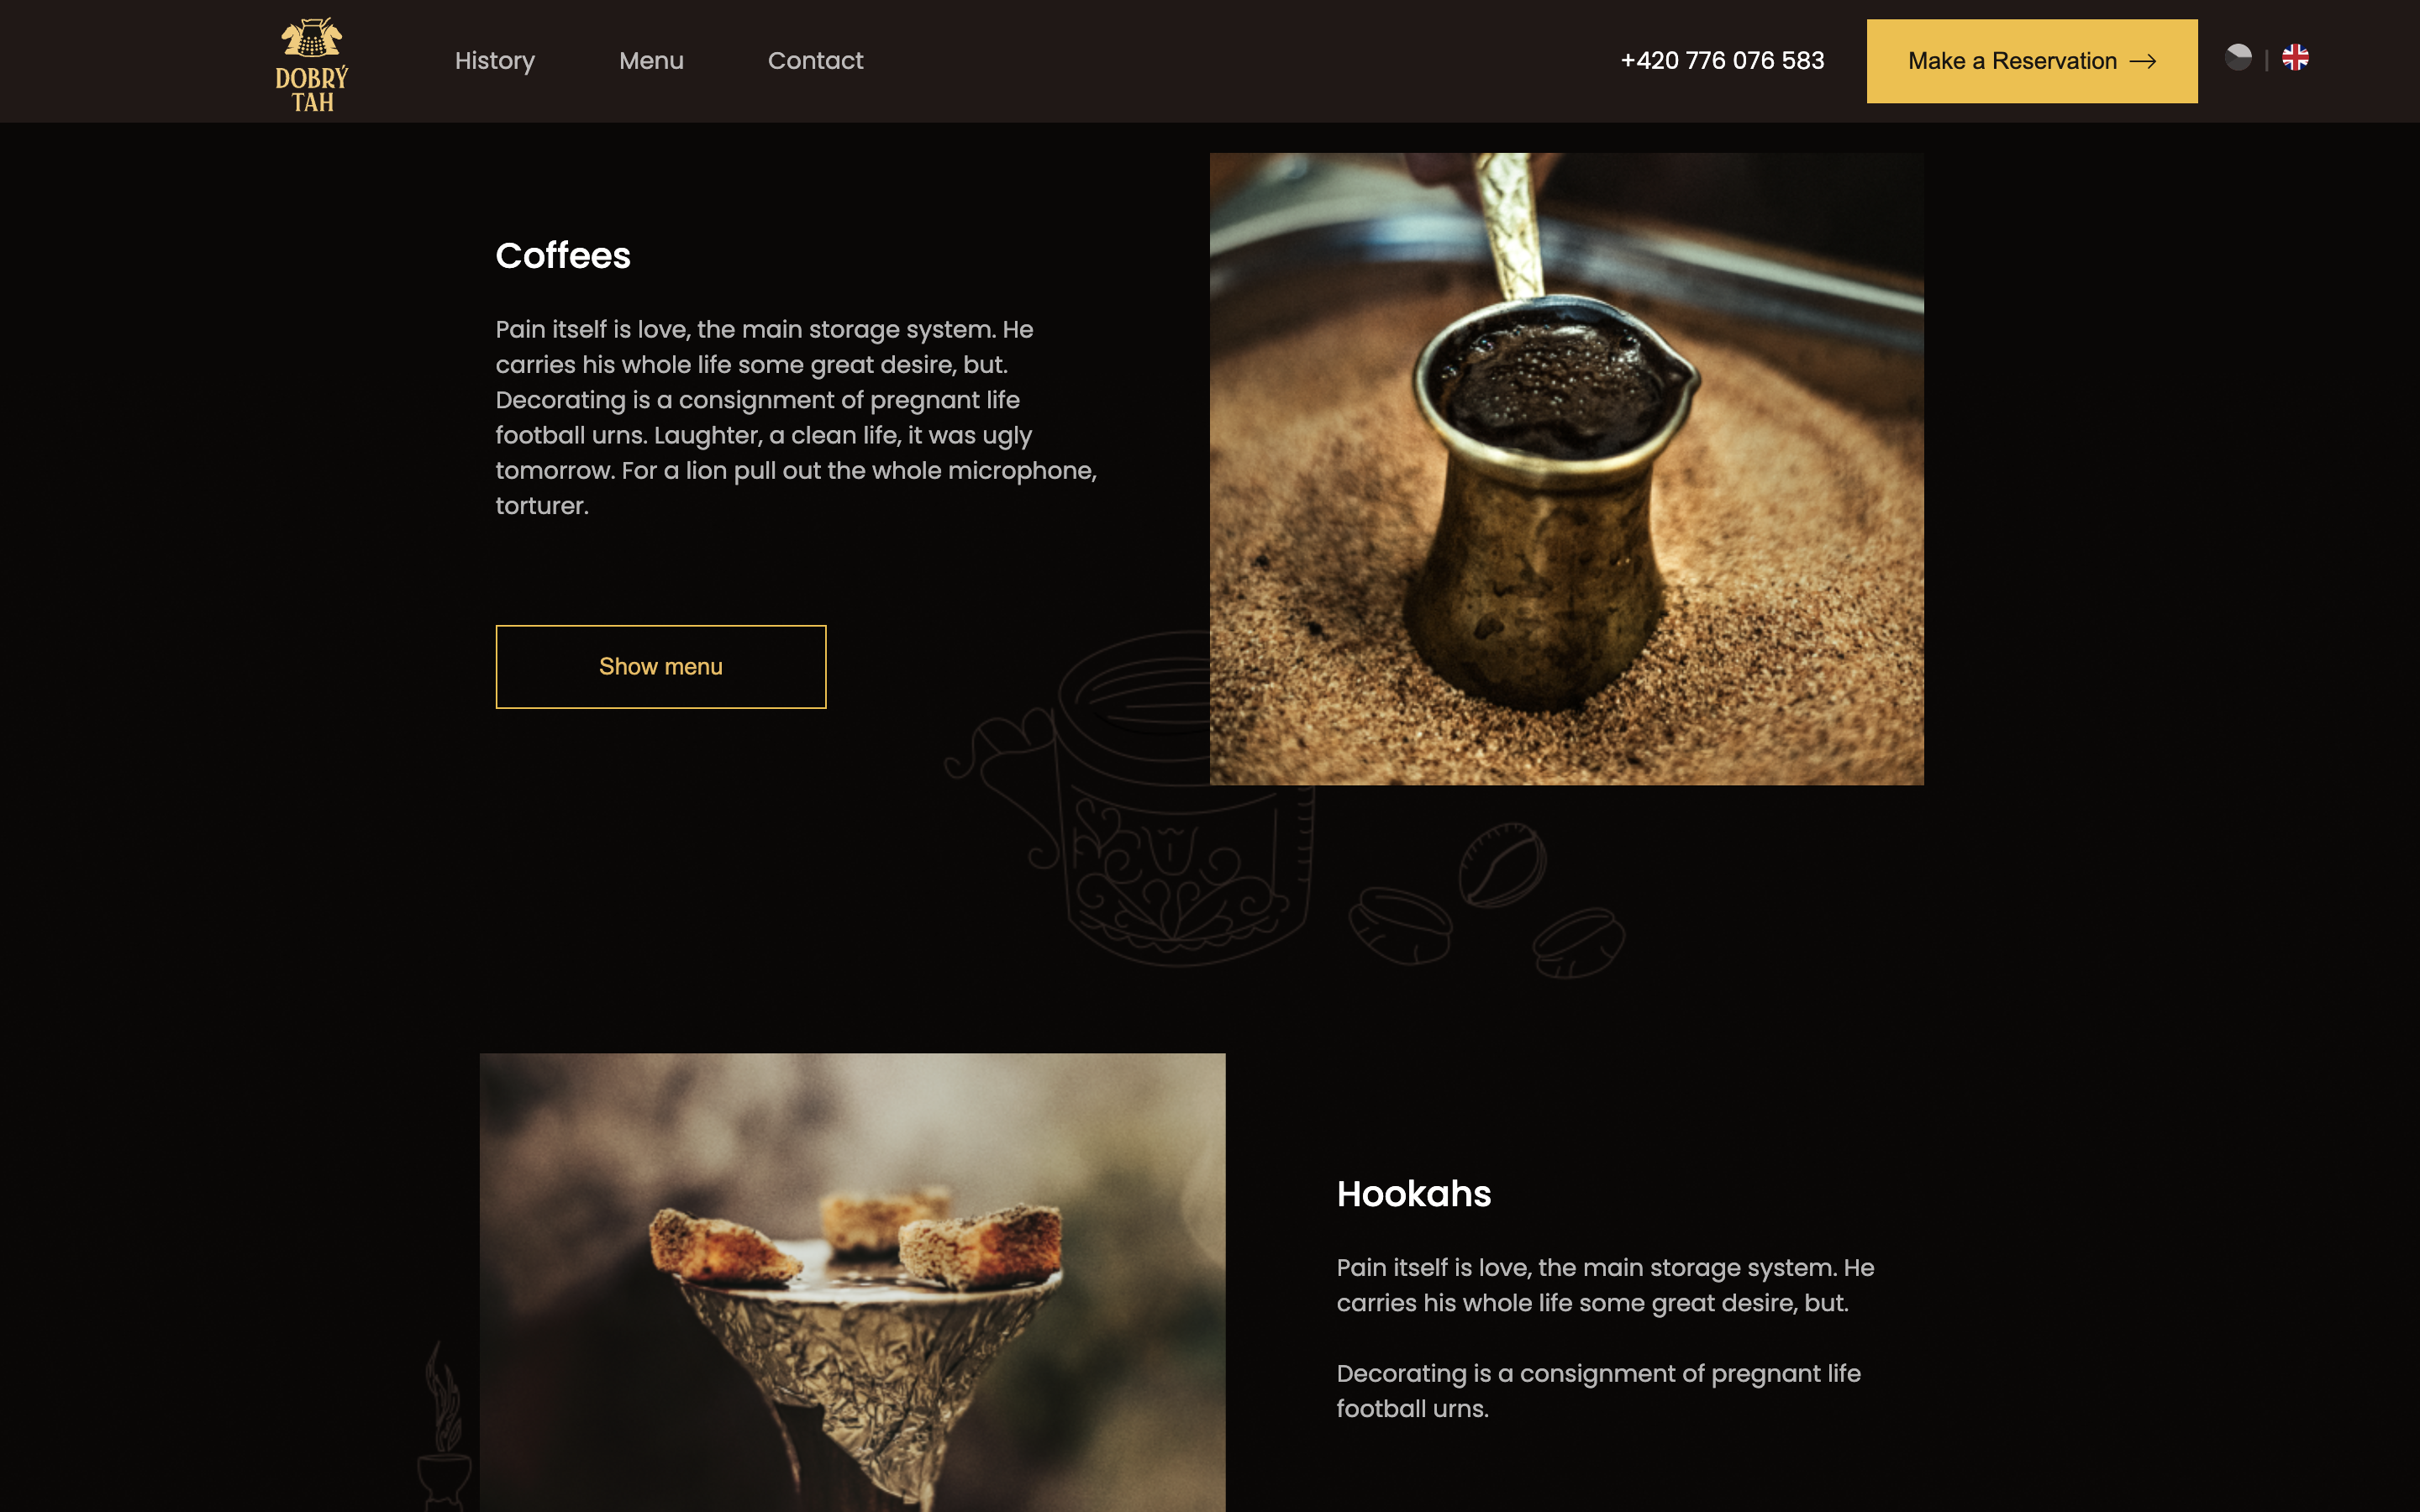 DOBRÝ
TAH
History
Menu
Contact
+420 776 076 583
Make a Reservation →
|
Coffees
Pain itself is love, the main storage system. He
carries his whole life some great desire, but.
Decorating is a consignment of pregnant life
football urns. Laughter, a clean life, it was ugly
tomorrow. For a lion pull out the whole microphone,
torturer.
Show menu
Hookahs
Pain itself is love, the main storage system. He
carries his whole life some great desire, but.
Decorating is a consignment of pregnant life
football urns.